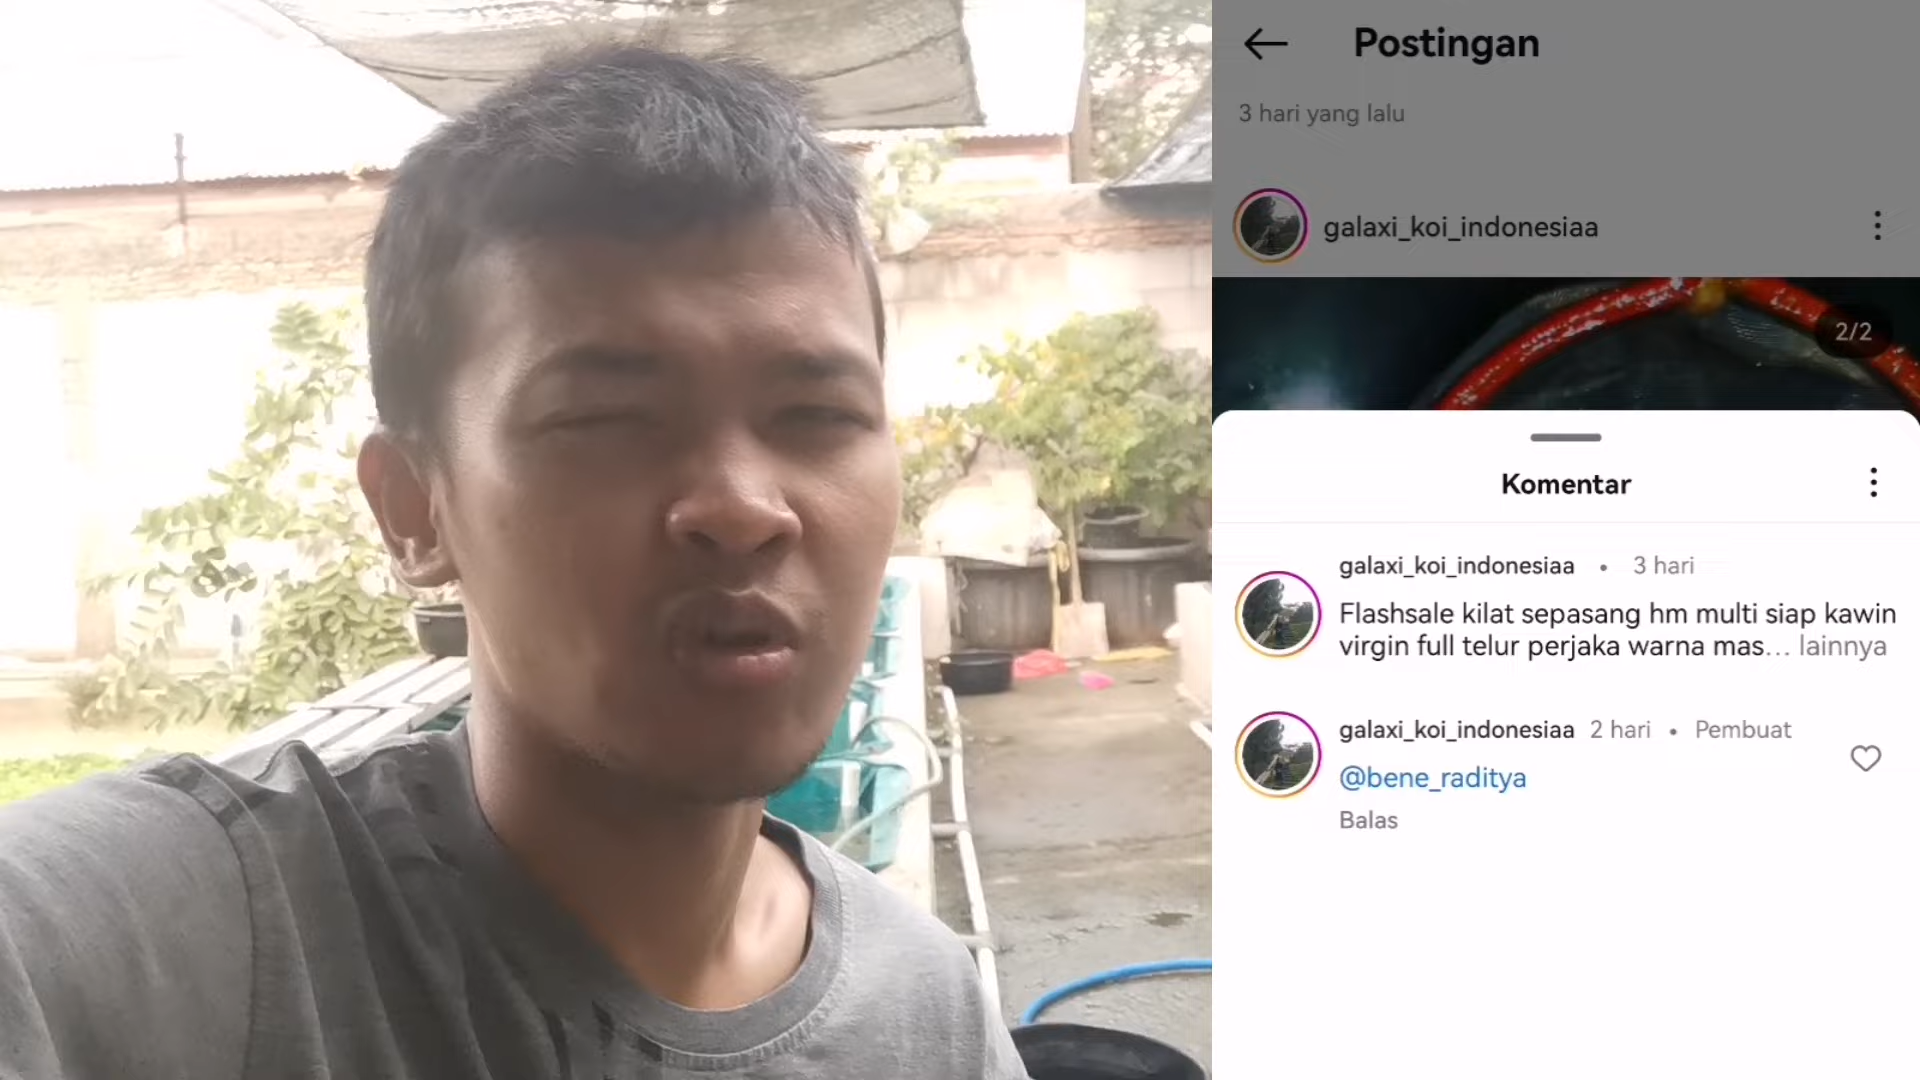 Postingan
3 hari yang lalu
galaxi_koi_indonesiaa
2/2
Komentar
galaxi_koi_indonesiaa • 3 hari
Flashsale kilat sepasang hm multi siap kawin
virgin full telur perjaka warna mas... lainnya
galaxi_koi_indonesiaa 2 hari • Pembuat
@bene_raditya
Balas